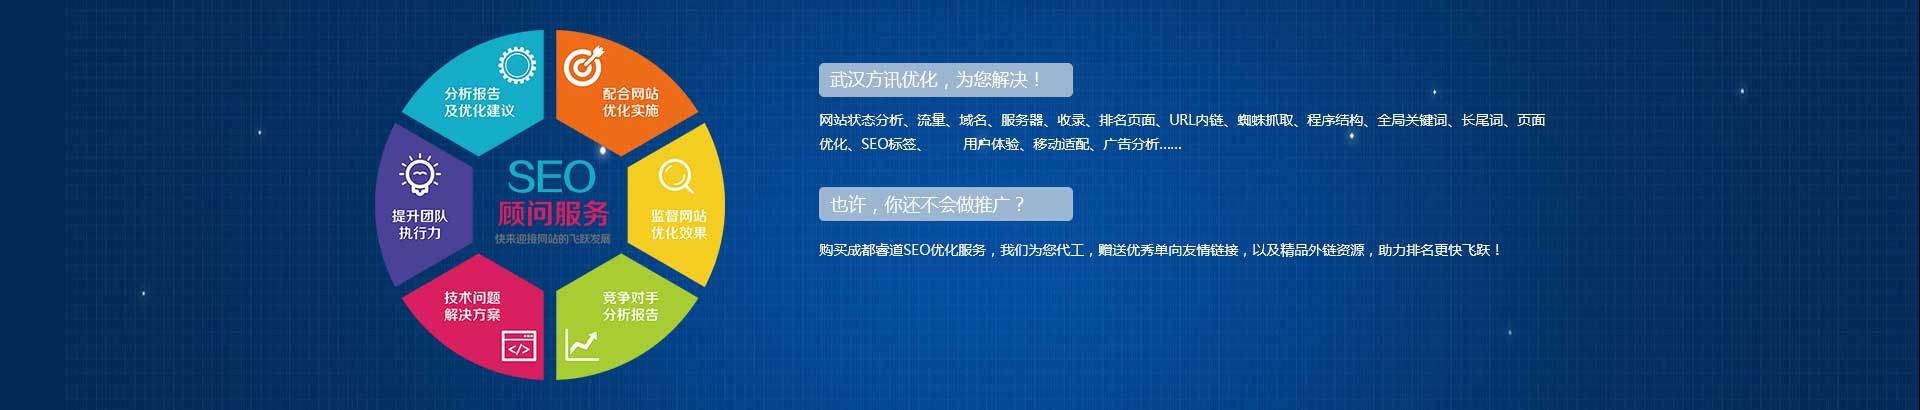 分析报告
及优化建议
配合网站
优化实施
提升团队
执行力
SEO
顾问服务
快来迎接网站的飞跃发展
监督网站
优化效果
技术问题
解决方案
</>
竞争对手
分析报告
武汉方讯优化，为您解决！
网站状态分析、流量、域名、服务器、收录、排名页面、URL内链、蜘蛛抓取、程序结构、全局关键词、长尾词、页面
优化、SEO标签、 用户体验、移动适配、广告分析......
也许，你还不会做推广？
购买成都睿道SEO优化服务，我们为您代工，赠送优秀单向友情链接，以及精品外链资源，助力排名更快飞跃！